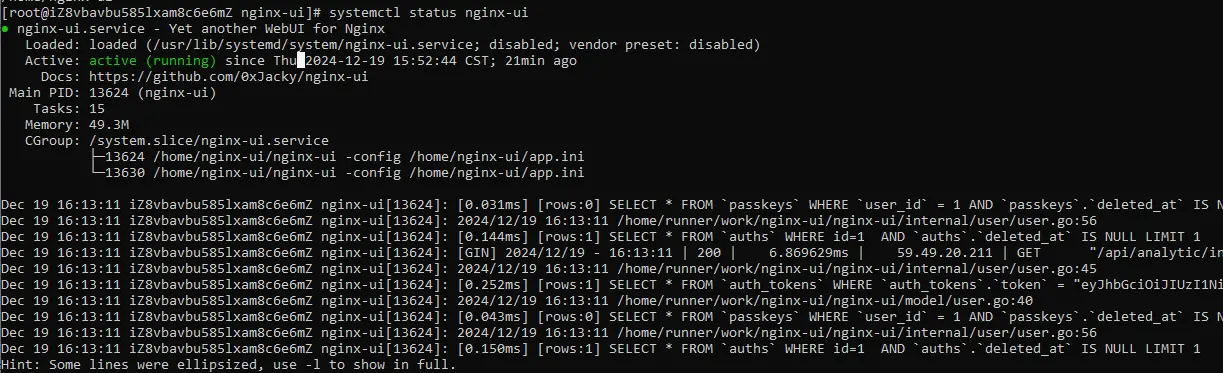 [root@iZ8vbavbu585lxam8c6e6mZ nginx-ui]# systemctl status nginx-ui
● nginx-ui.service - Yet another WebUI for Nginx
   Loaded: loaded (/usr/lib/systemd/system/nginx-ui.service; disabled; vendor preset: disabled)
   Active: active (running) since Thu 2024-12-19 15:52:44 CST; 21min ago
     Docs: https://github.com/0xJacky/nginx-ui
 Main PID: 13624 (nginx-ui)
    Tasks: 15
   Memory: 49.3M
   CGroup: /system.slice/nginx-ui.service
           ├─13624 /home/nginx-ui/nginx-ui -config /home/nginx-ui/app.ini
           └─13630 /home/nginx-ui/nginx-ui -config /home/nginx-ui/app.ini
Dec 19 16:13:11 iZ8vbavbu585lxam8c6e6mZ nginx-ui[13624]: [0.031ms] [rows:0] SELECT * FROM `passkeys` WHERE `user_id` = 1 AND `passkeys`.`deleted_at` IS N
Dec 19 16:13:11 iZ8vbavbu585lxam8c6e6mZ nginx-ui[13624]: 2024/12/19 16:13:11 /home/runner/work/nginx-ui/nginx-ui/internal/user/user.go:56
Dec 19 16:13:11 iZ8vbavbu585lxam8c6e6mZ nginx-ui[13624]: [0.144ms] [rows:1] SELECT * FROM `auths` WHERE id=1  AND `auths`.`deleted_at` IS NULL LIMIT 1
Dec 19 16:13:11 iZ8vbavbu585lxam8c6e6mZ nginx-ui[13624]: [GIN] 2024/12/19 - 16:13:11 | 200 |    6.869629ms |    59.49.20.211 | GET      "/api/analytic/in
Dec 19 16:13:11 iZ8vbavbu585lxam8c6e6mZ nginx-ui[13624]: 2024/12/19 16:13:11 /home/runner/work/nginx-ui/nginx-ui/internal/user/user.go:45
Dec 19 16:13:11 iZ8vbavbu585lxam8c6e6mZ nginx-ui[13624]: [0.252ms] [rows:1] SELECT * FROM `auth_tokens` WHERE `auth_tokens`.`token` = "eyJhbGciOiJIUzI1Ni
Dec 19 16:13:11 iZ8vbavbu585lxam8c6e6mZ nginx-ui[13624]: 2024/12/19 16:13:11 /home/runner/work/nginx-ui/nginx-ui/model/user.go:40
Dec 19 16:13:11 iZ8vbavbu585lxam8c6e6mZ nginx-ui[13624]: [0.043ms] [rows:0] SELECT * FROM `passkeys` WHERE `user_id` = 1 AND `passkeys`.`deleted_at` IS N
Dec 19 16:13:11 iZ8vbavbu585lxam8c6e6mZ nginx-ui[13624]: 2024/12/19 16:13:11 /home/runner/work/nginx-ui/nginx-ui/internal/user/user.go:56
Dec 19 16:13:11 iZ8vbavbu585lxam8c6e6mZ nginx-ui[13624]: [0.150ms] [rows:1] SELECT * FROM `auths` WHERE id=1  AND `auths`.`deleted_at` IS NULL LIMIT 1
Hint: Some lines were ellipsized, use -l to show in full.